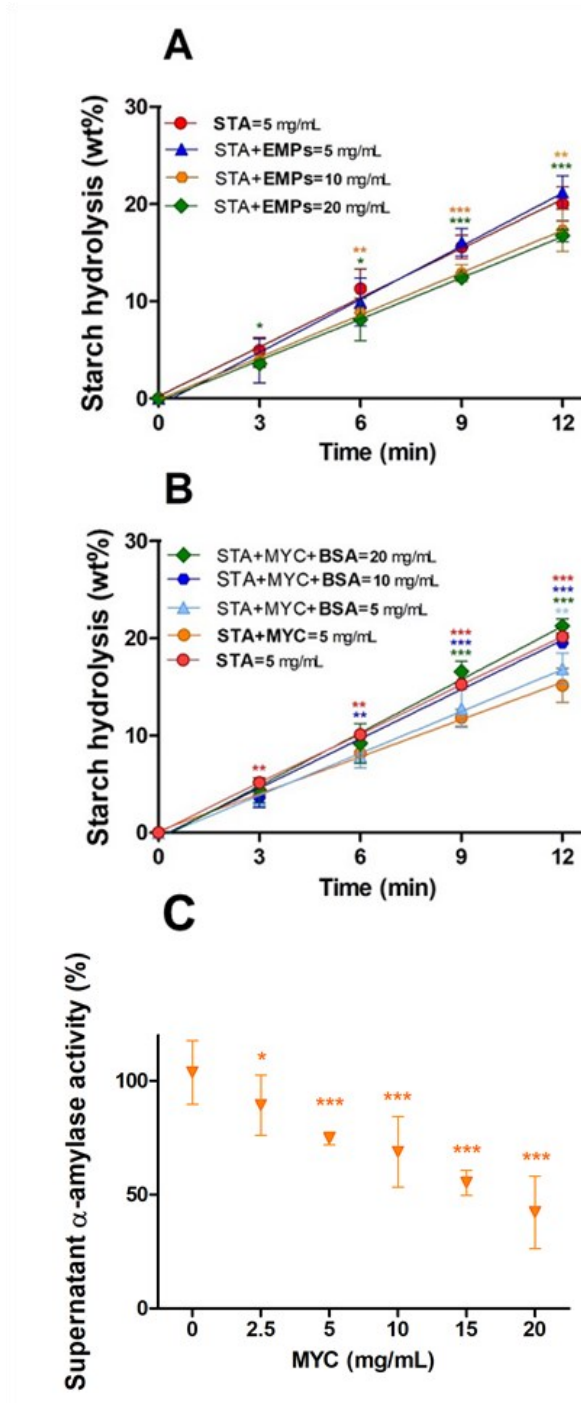 A
Starch hydrolysis (wt%)
30
20
10
0
STA=5 mg/mL
STA+EMPs=5 mg/mL
STA+EMPs=10 mg/mL
STA+EMPs=20 mg/mL
*
**
*
***
***
**
***
0 3 6 9 12
Time (min)
B
Starch hydrolysis (wt%)
30
20
10
0
STA+MYC+BSA=20 mg/mL
STA+MYC+BSA=10 mg/mL
STA+MYC+BSA=5 mg/mL
STA+MYC=5 mg/mL
STA=5 mg/mL
**
**
**
***
***
***
***
***
***
**
0 3 6 9 12
Time (min)
C
Supernatant α-amylase activity (%)
100
50
0
* *** *** *** ***
0 2.5 5 10 15 20
MYC (mg/mL)